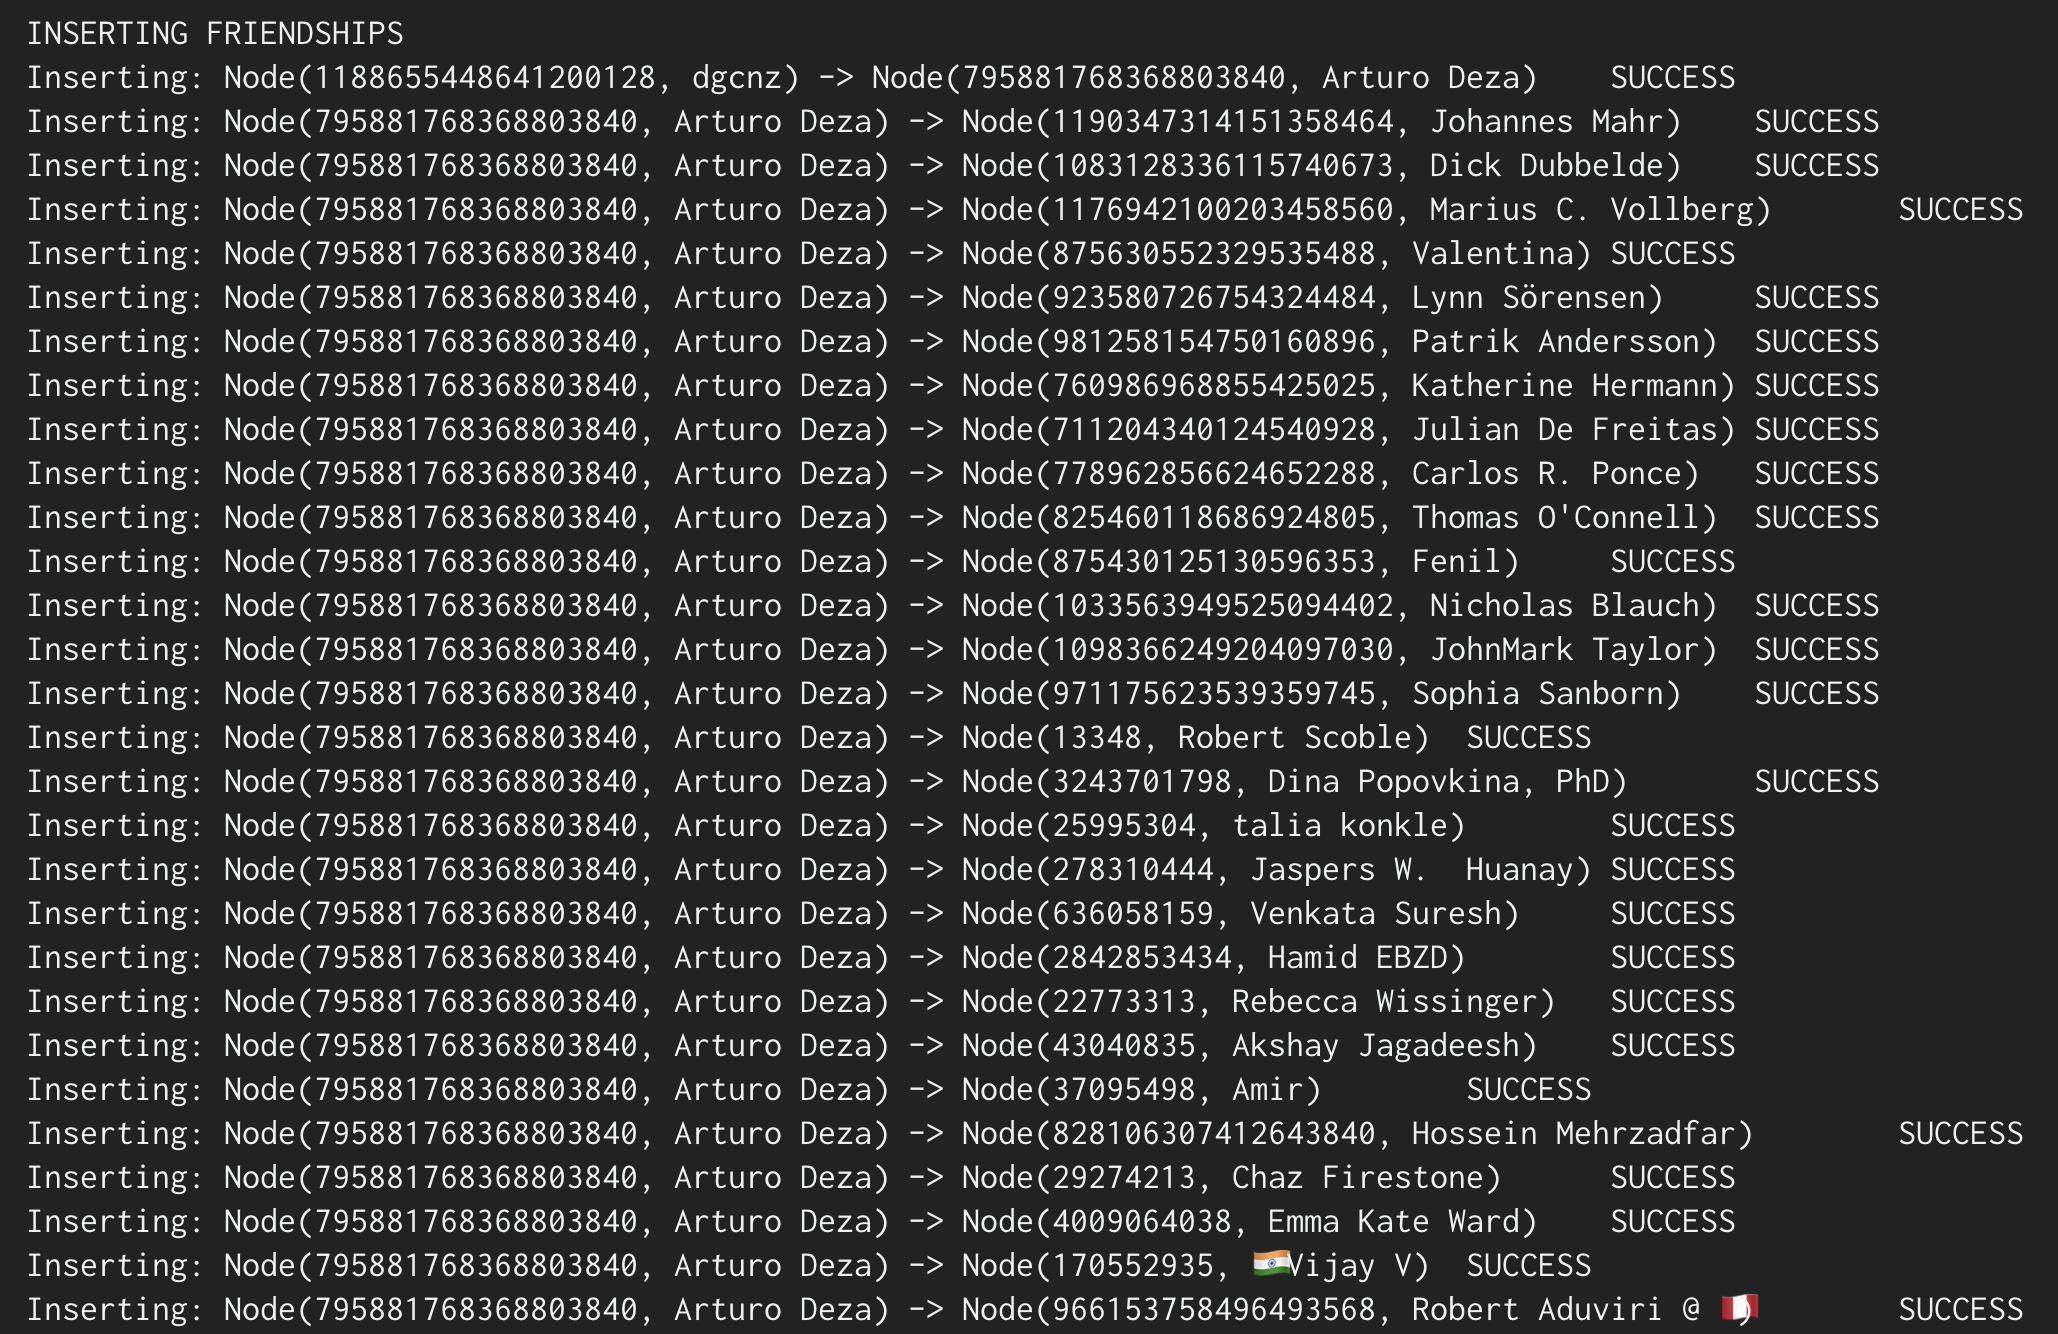 INSERTING FRIENDSHIPS
Inserting: Node(1188655448641200128, dgcnz) -> Node(795881768368803840, Arturo Deza) SUCCESS
Inserting: Node(795881768368803840, Arturo Deza) -> Node(1190347314151358464, Johannes Mahr) SUCCESS
Inserting: Node(795881768368803840, Arturo Deza) -> Node(1083128336115740673, Dick Dubbelde) SUCCESS
Inserting: Node(795881768368803840, Arturo Deza) -> Node(1176942100203458560, Marius C. Vollberg) SUCCESS
Inserting: Node(795881768368803840, Arturo Deza) -> Node(875630552329535488, Valentina) SUCCESS
Inserting: Node(795881768368803840, Arturo Deza) -> Node(923580726754324484, Lynn Sörensen) SUCCESS
Inserting: Node(795881768368803840, Arturo Deza) -> Node(981258154750160896, Patrik Andersson) SUCCESS
Inserting: Node(795881768368803840, Arturo Deza) -> Node(760986968855425025, Katherine Hermann) SUCCESS
Inserting: Node(795881768368803840, Arturo Deza) -> Node(711204340124540928, Julian De Freitas) SUCCESS
Inserting: Node(795881768368803840, Arturo Deza) -> Node(778962856624652288, Carlos R. Ponce) SUCCESS
Inserting: Node(795881768368803840, Arturo Deza) -> Node(825460118686924805, Thomas O'Connell) SUCCESS
Inserting: Node(795881768368803840, Arturo Deza) -> Node(875430125130596353, Fenil) SUCCESS
Inserting: Node(795881768368803840, Arturo Deza) -> Node(1033563949525094402, Nicholas Blauch) SUCCESS
Inserting: Node(795881768368803840, Arturo Deza) -> Node(1098366249204097030, JohnMark Taylor) SUCCESS
Inserting: Node(795881768368803840, Arturo Deza) -> Node(971175623539359745, Sophia Sanborn) SUCCESS
Inserting: Node(795881768368803840, Arturo Deza) -> Node(13348, Robert Scoble) SUCCESS
Inserting: Node(795881768368803840, Arturo Deza) -> Node(3243701798, Dina Popovkina, PhD) SUCCESS
Inserting: Node(795881768368803840, Arturo Deza) -> Node(25995304, talia konkle) SUCCESS
Inserting: Node(795881768368803840, Arturo Deza) -> Node(278310444, Jaspers W.  Huanay) SUCCESS
Inserting: Node(795881768368803840, Arturo Deza) -> Node(636058159, Venkata Suresh) SUCCESS
Inserting: Node(795881768368803840, Arturo Deza) -> Node(2842853434, Hamid EBZD) SUCCESS
Inserting: Node(795881768368803840, Arturo Deza) -> Node(22773313, Rebecca Wissinger) SUCCESS
Inserting: Node(795881768368803840, Arturo Deza) -> Node(43040835, Akshay Jagadeesh) SUCCESS
Inserting: Node(795881768368803840, Arturo Deza) -> Node(37095498, Amir) SUCCESS
Inserting: Node(795881768368803840, Arturo Deza) -> Node(828106307412643840, Hossein Mehrzadfar) SUCCESS
Inserting: Node(795881768368803840, Arturo Deza) -> Node(29274213, Chaz Firestone) SUCCESS
Inserting: Node(795881768368803840, Arturo Deza) -> Node(4009064038, Emma Kate Ward) SUCCESS
Inserting: Node(795881768368803840, Arturo Deza) -> Node(170552935, 🇮🇳Vijay V) SUCCESS
Inserting: Node(795881768368803840, Arturo Deza) -> Node(966153758496493568, Robert Aduviri @ 🇵🇪) SUCCESS